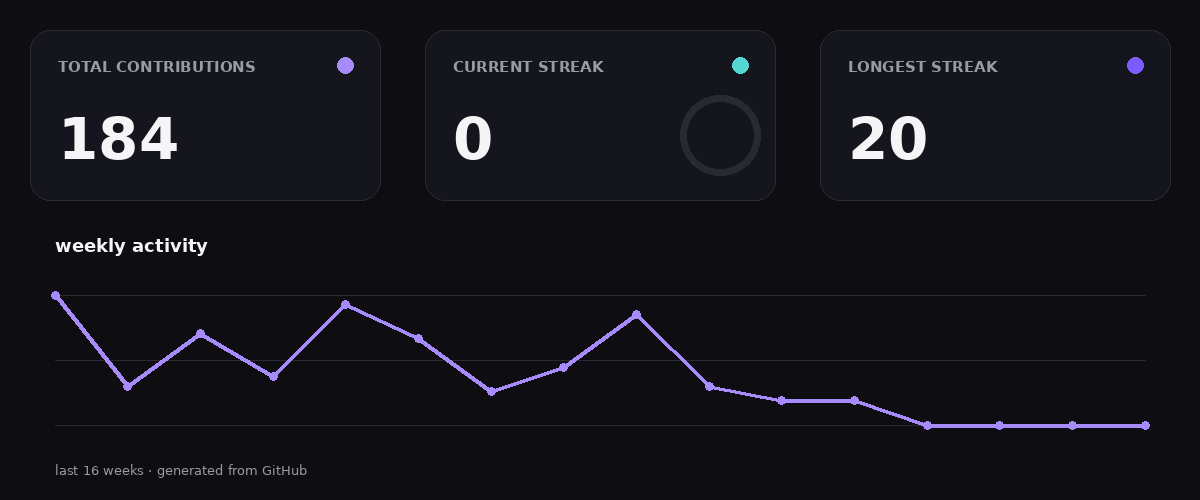 TOTAL CONTRIBUTIONS
184
CURRENT STREAK
0
LONGEST STREAK
20
weekly activity
last 16 weeks · generated from GitHub